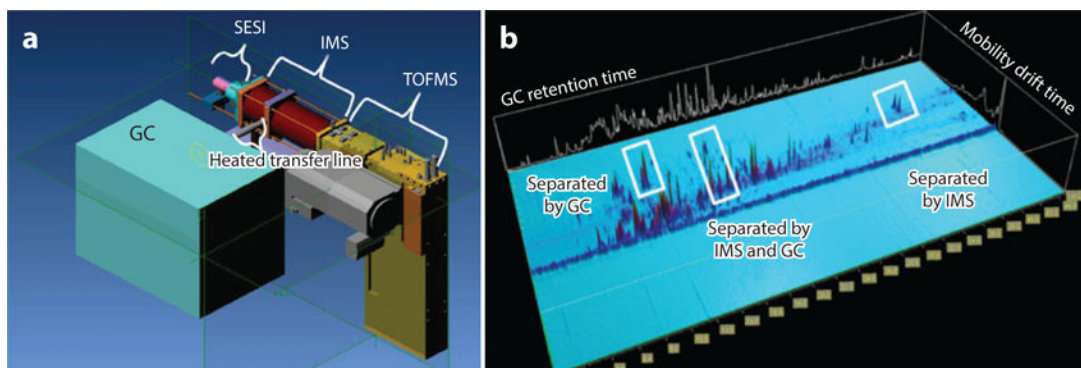 a
SESI
IMS
TOFMS
GC
Heated transfer line
b
GC retention time
Mobility drift time
Separated
by GC
Separated by
IMS and GC
Separated
by IMS